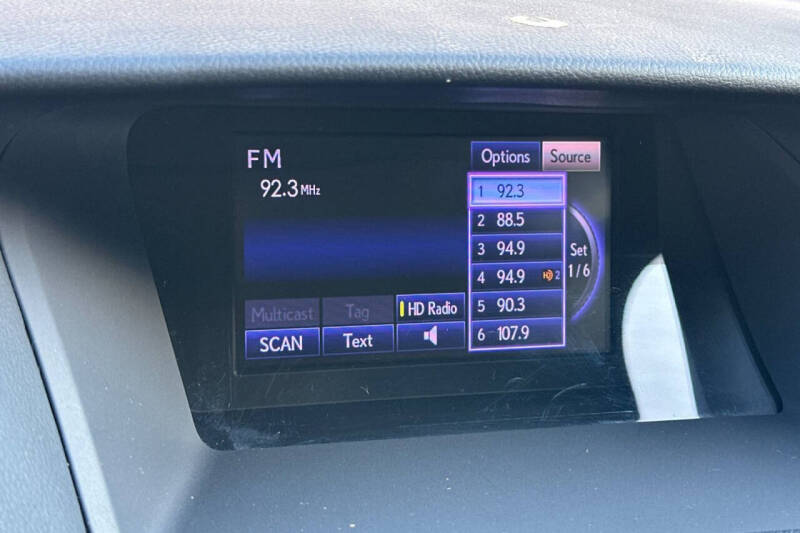 FM
92.3 MHz
Options
Source
1 92.3
2 88.5
3 94.9
4 94.9 HD 2
5 90.3
6 107.9
Set
1/6
Multicast
Tag
HD Radio
SCAN
Text